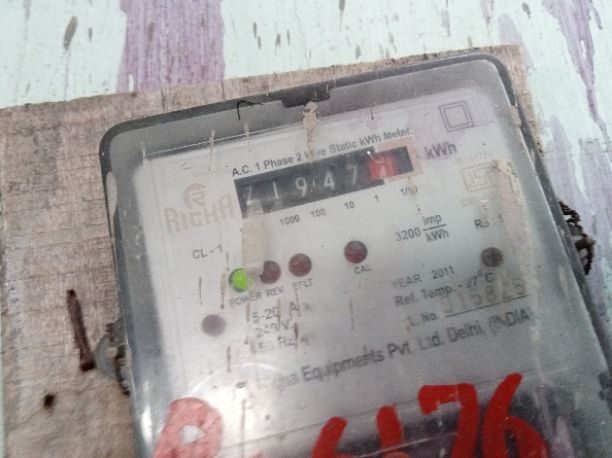 A.C. 1 Phase 2 Wire Static kWh Meter
RICHA
71947
kWh
1000 100 10 1 1/10
CL - 1
3200 imp/kWh
POWER REV EFLT CAL
5-20 A
240 V
YEAR 2011
Ref. Temp - 27°C
L.No.
Equipments Pvt. Ltd. Delhi, (INDIA)
6176